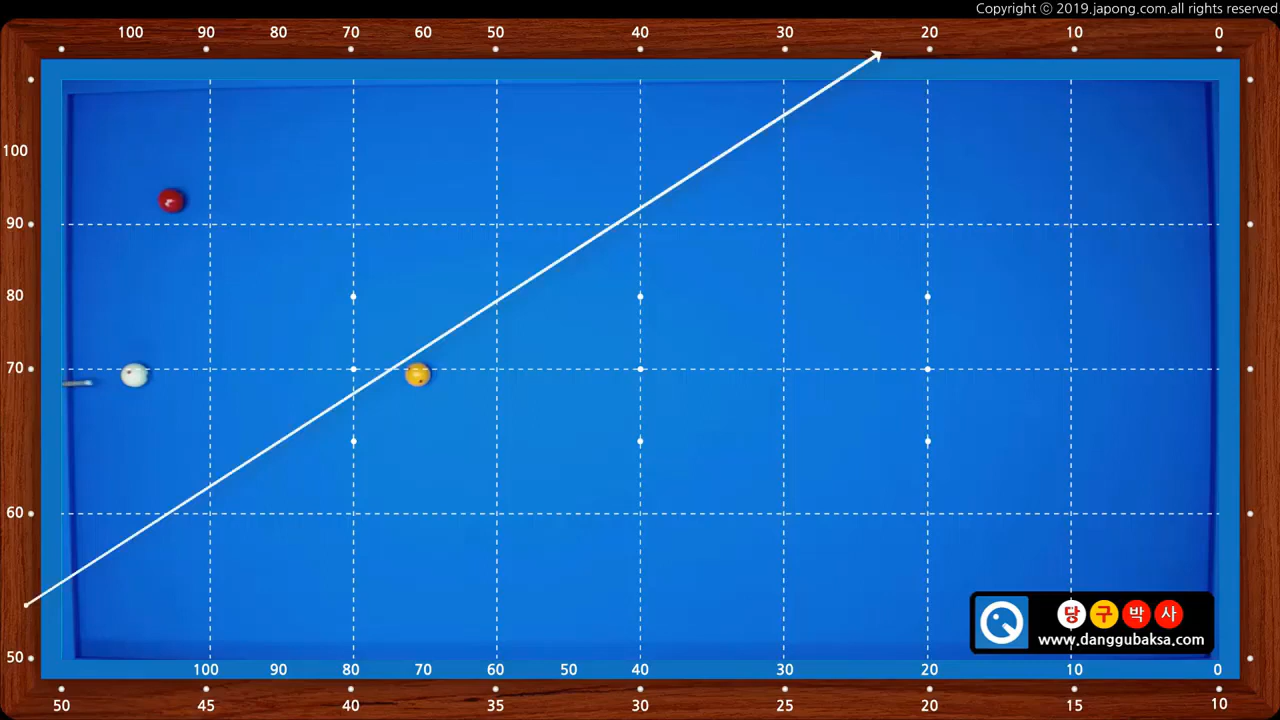 Copyright ⓒ 2019.japong.com.all rights reserved
100 90 80 70 60 50 40 30 20 10 0
100
90
80
70
60
50
당구박사
www.danggubaksa.com
100 90 80 70 60 50 40 30 20 10 0
50 45 40 35 30 25 20 15 10